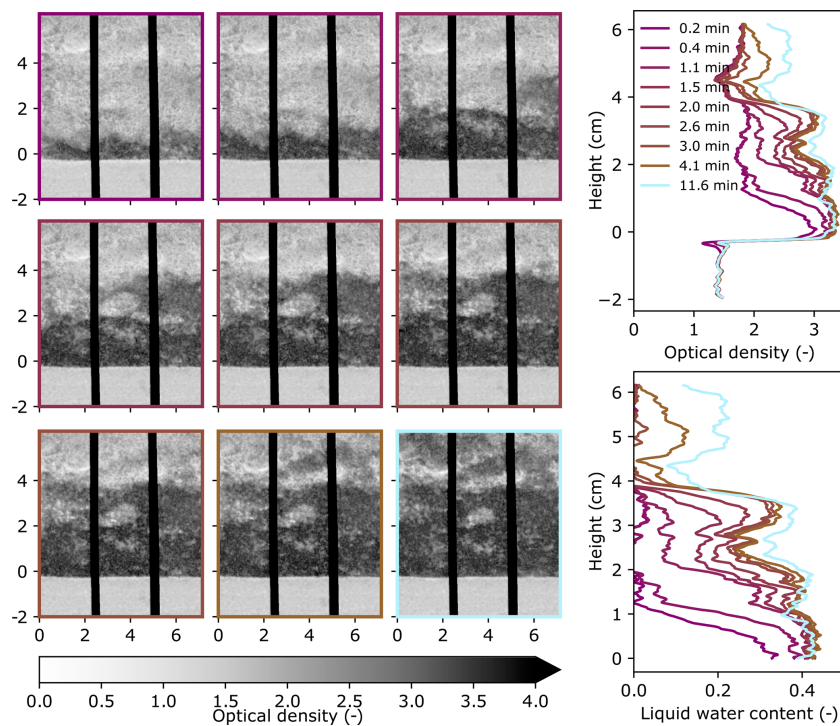 4
2
0
-2
4
2
0
-2
4
2
0
-2
0 2 4 6
0 2 4 6
0 2 4 6
0.0 0.5 1.0 1.5 2.0 2.5 3.0 3.5 4.0
Optical density (-)
6
4
2
0
−2
Height (cm)
0.2 min
0.4 min
1.1 min
1.5 min
2.0 min
2.6 min
3.0 min
4.1 min
11.6 min
0 1 2 3
Optical density (-)
6
5
4
3
2
1
0
Height (cm)
0.0 0.2 0.4
Liquid water content (-)